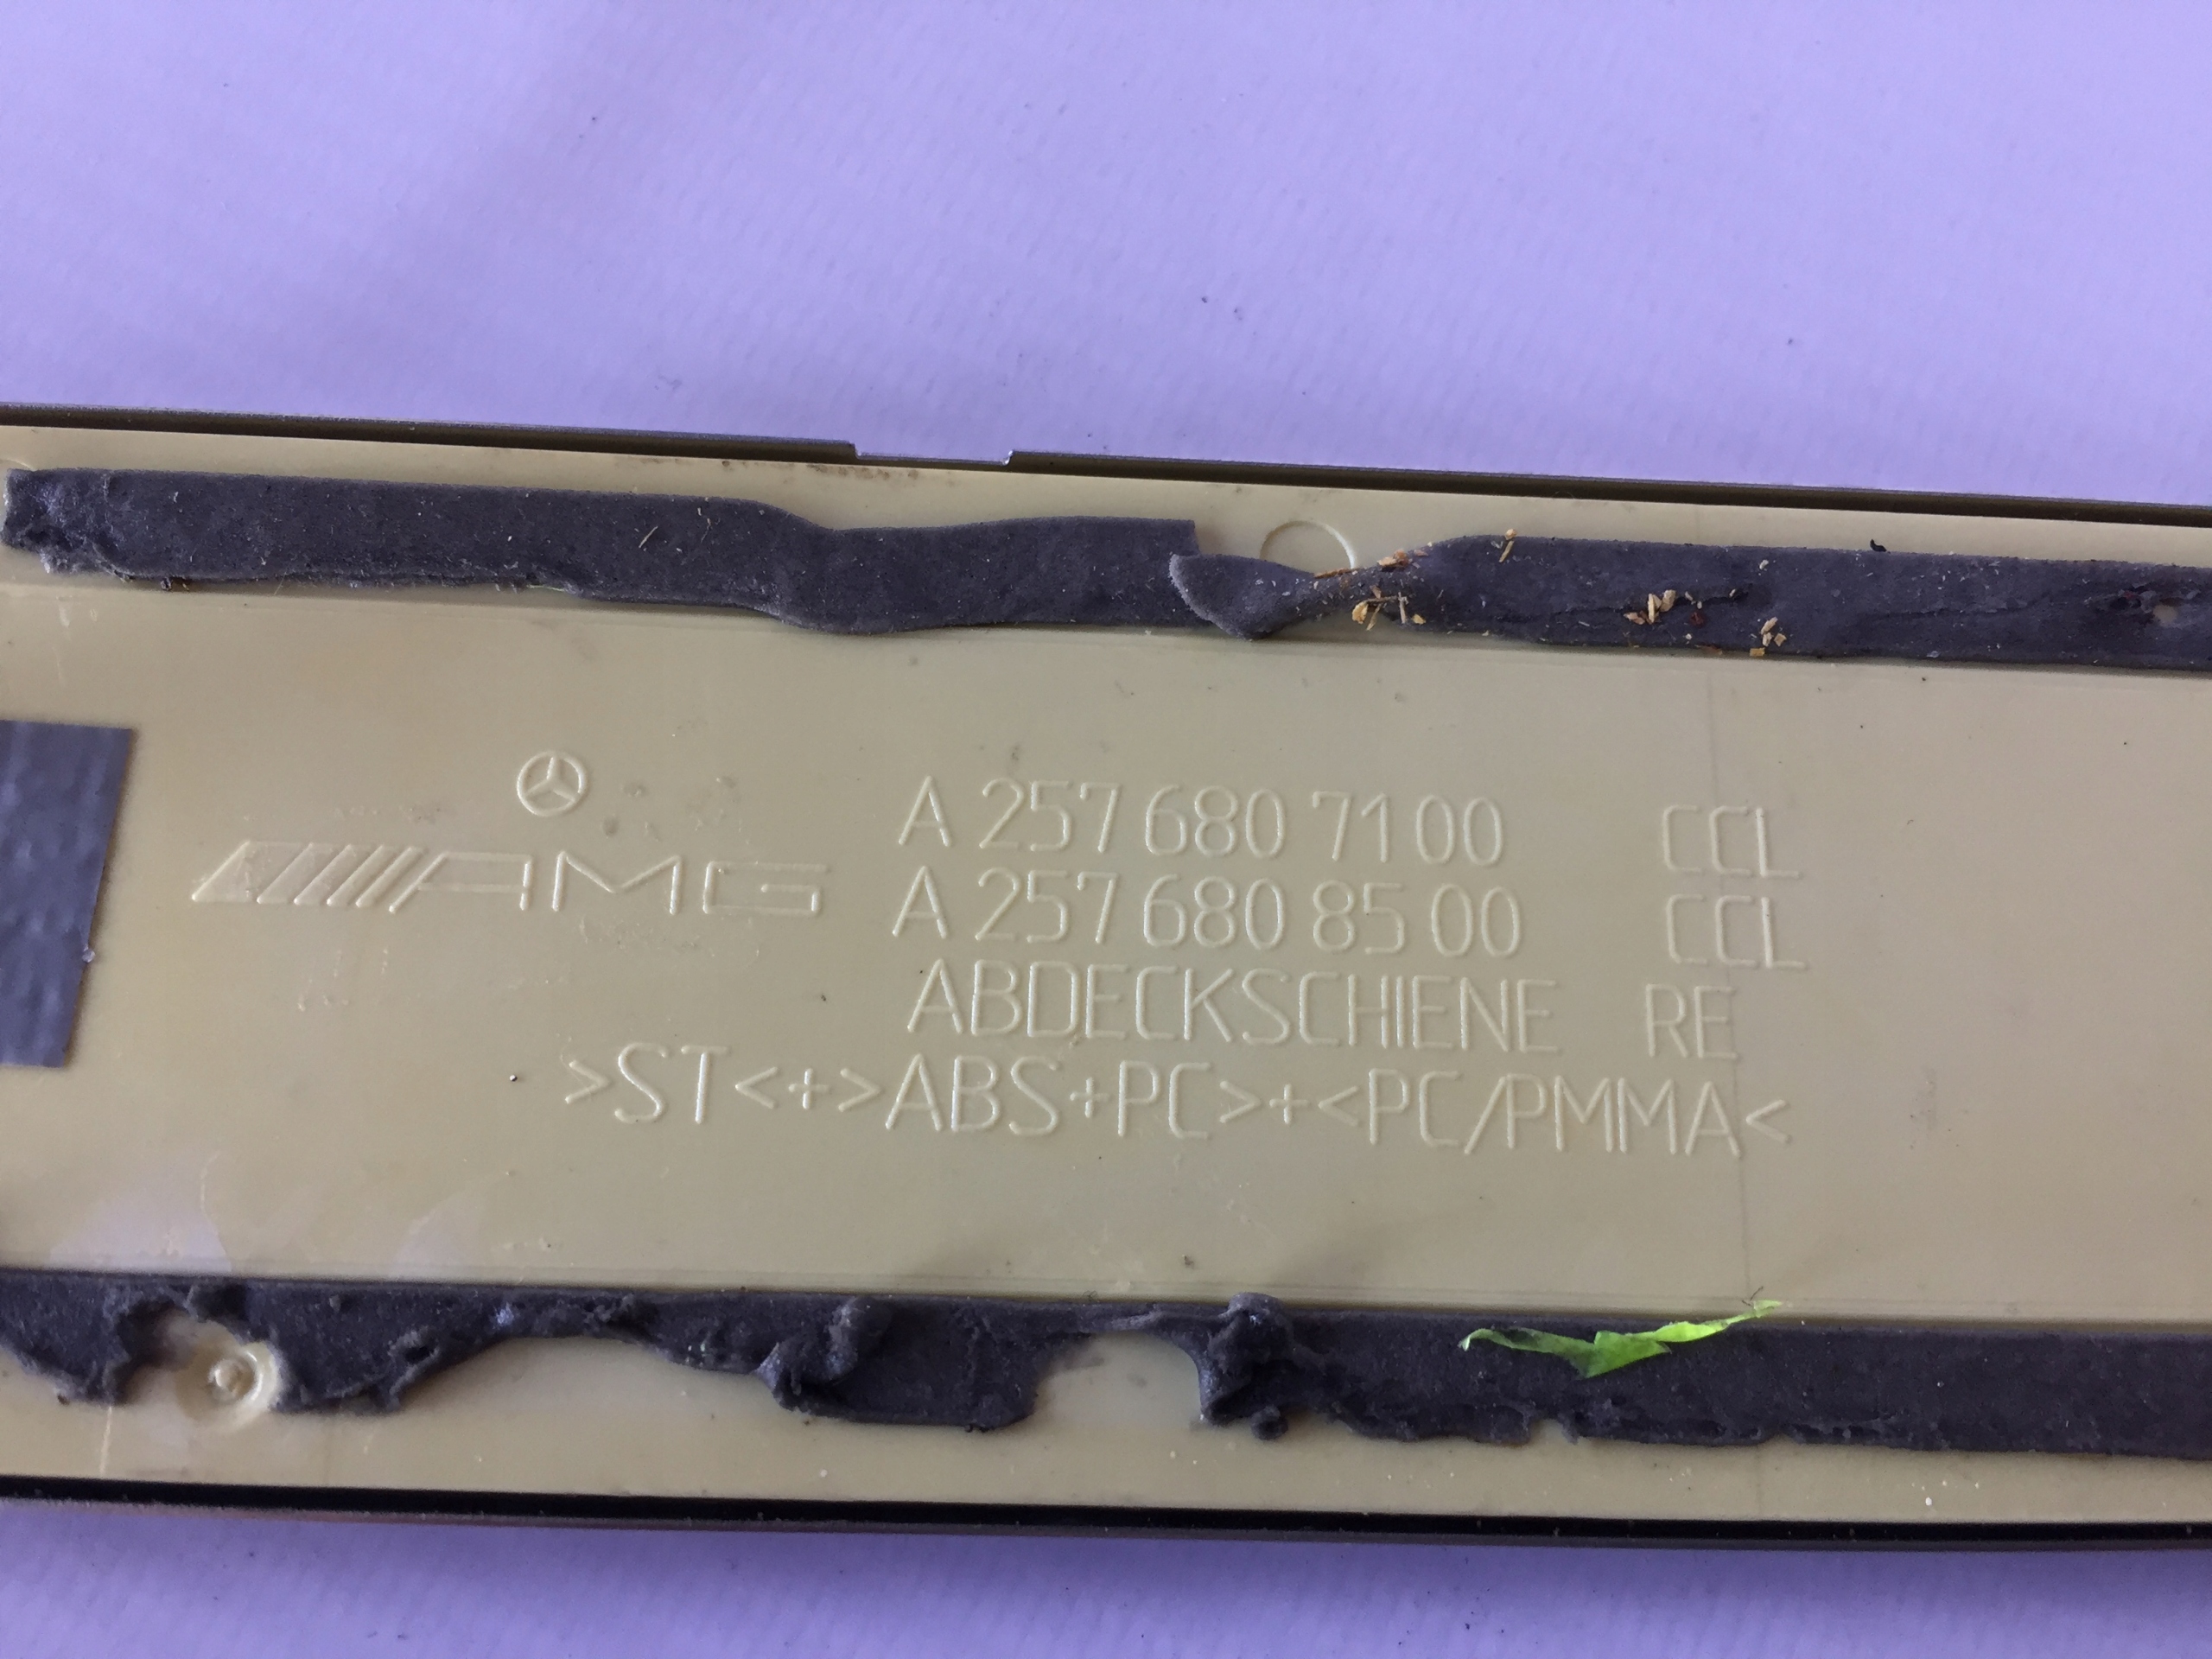 AMG
A 257 680 71 00 CCL
A 257 680 85 00 CCL
ABDECKSCHIENE RE
>ST<+>ABS+PC>+<PC/PMMA<